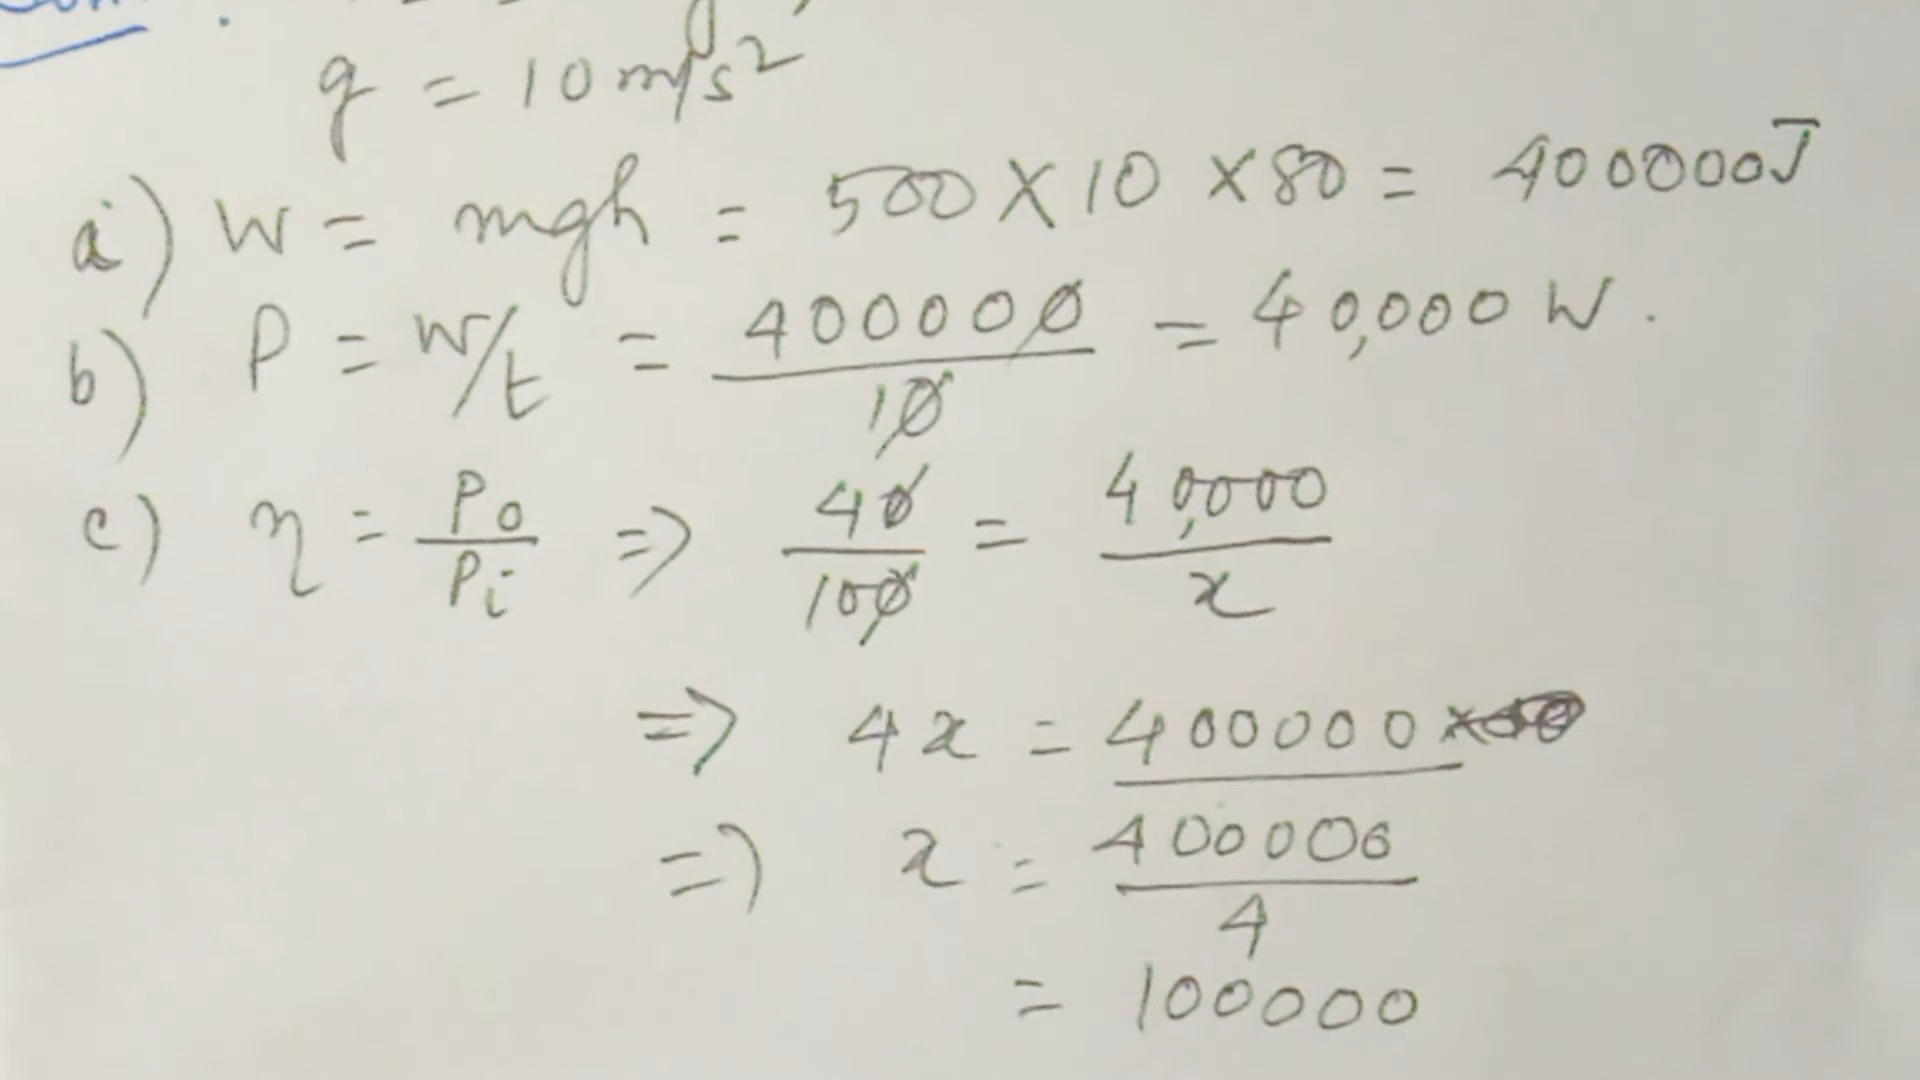 g = 10 m/s²
a) W = mgh = 500 × 10 × 80 = 400000J
b) P = W/t = 400000/10 = 40,000 W.
c) η = Po/Pi => 40/100 = 40,000/x
=> 4x = 400000
=> x = 400000/4
= 100000